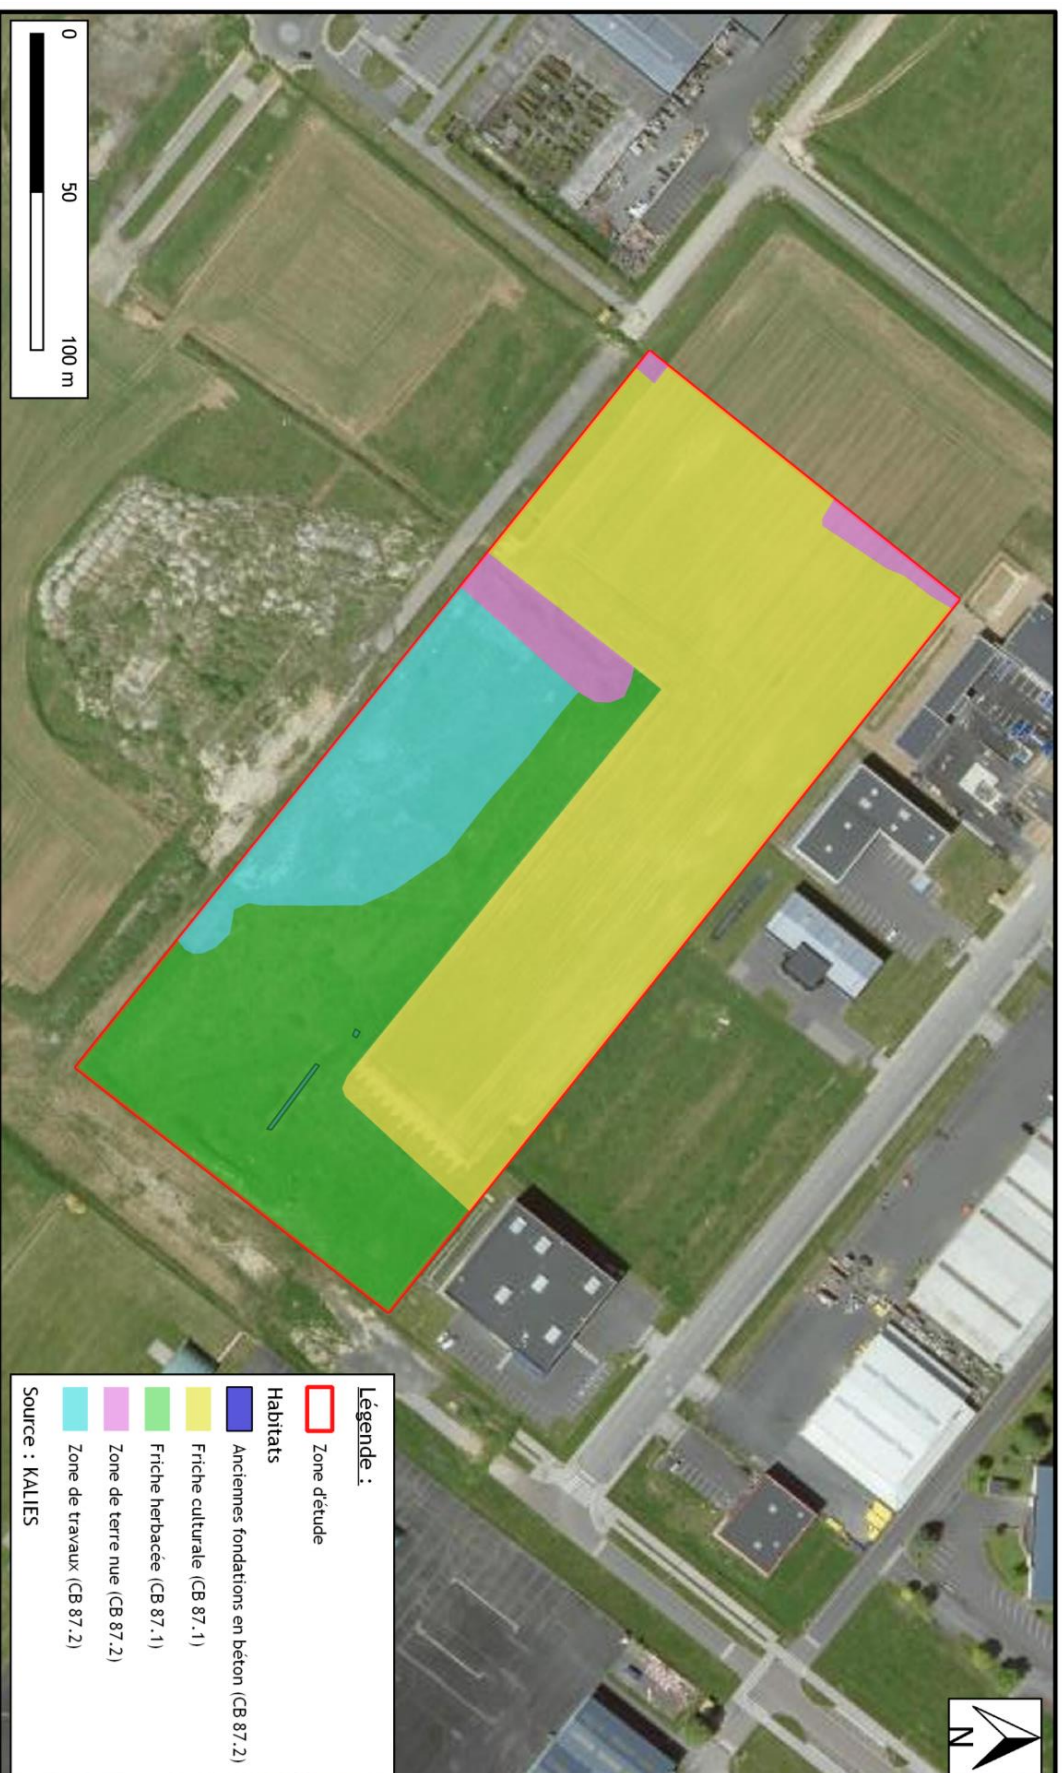 0 50 100 m
N
Légende :
Zone d'étude
Habitats
Anciennes fondations en béton (CB 87.2)
Friche culturale (CB 87.1)
Friche herbacée (CB 87.1)
Zone de terre nue (CB 87.2)
Zone de travaux (CB 87.2)
Source : KALIES